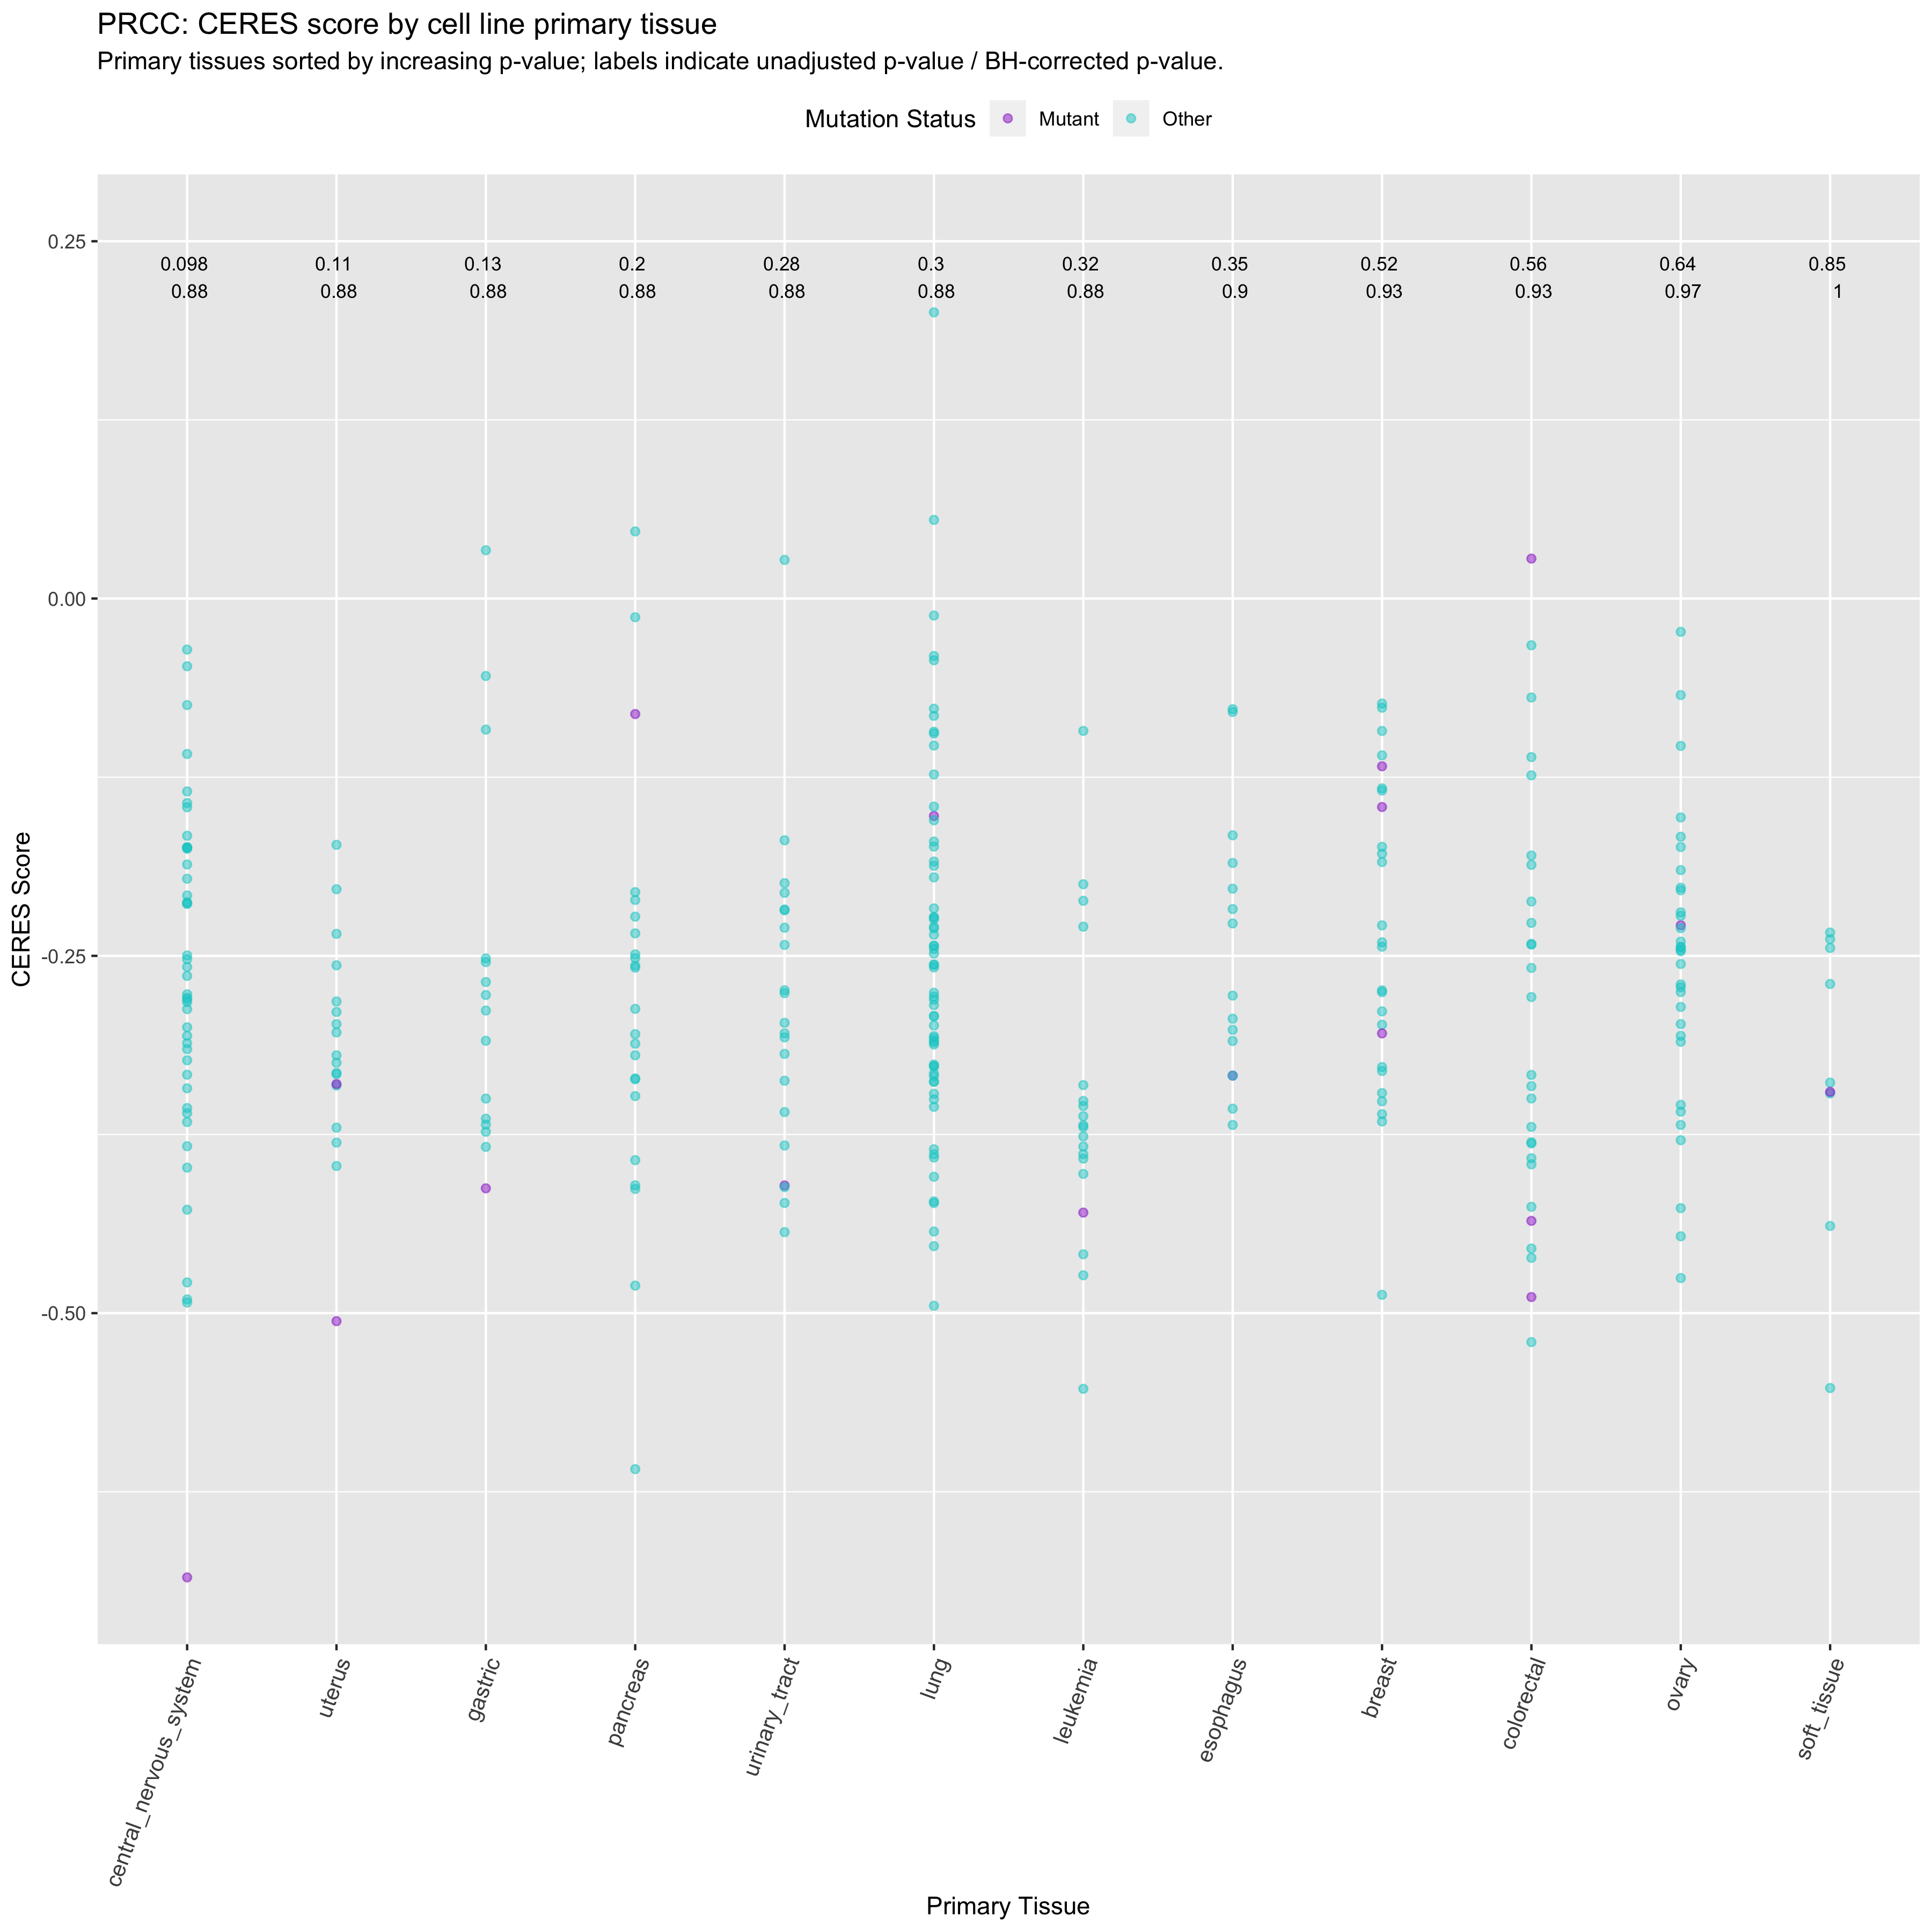 PRCC: CERES score by cell line primary tissue
Primary tissues sorted by increasing p-value; labels indicate unadjusted p-value / BH-corrected p-value.
Mutation Status Mutant Other
0.25
0.098 0.11 0.13 0.2 0.28 0.3 0.32 0.35 0.52 0.56 0.64 0.85
0.88 0.88 0.88 0.88 0.88 0.88 0.88 0.9 0.93 0.93 0.97 1
0.00
CERES Score
-0.25
-0.50
central_nervous_system uterus gastric pancreas urinary_tract lung leukemia esophagus breast colorectal ovary soft_tissue
Primary Tissue